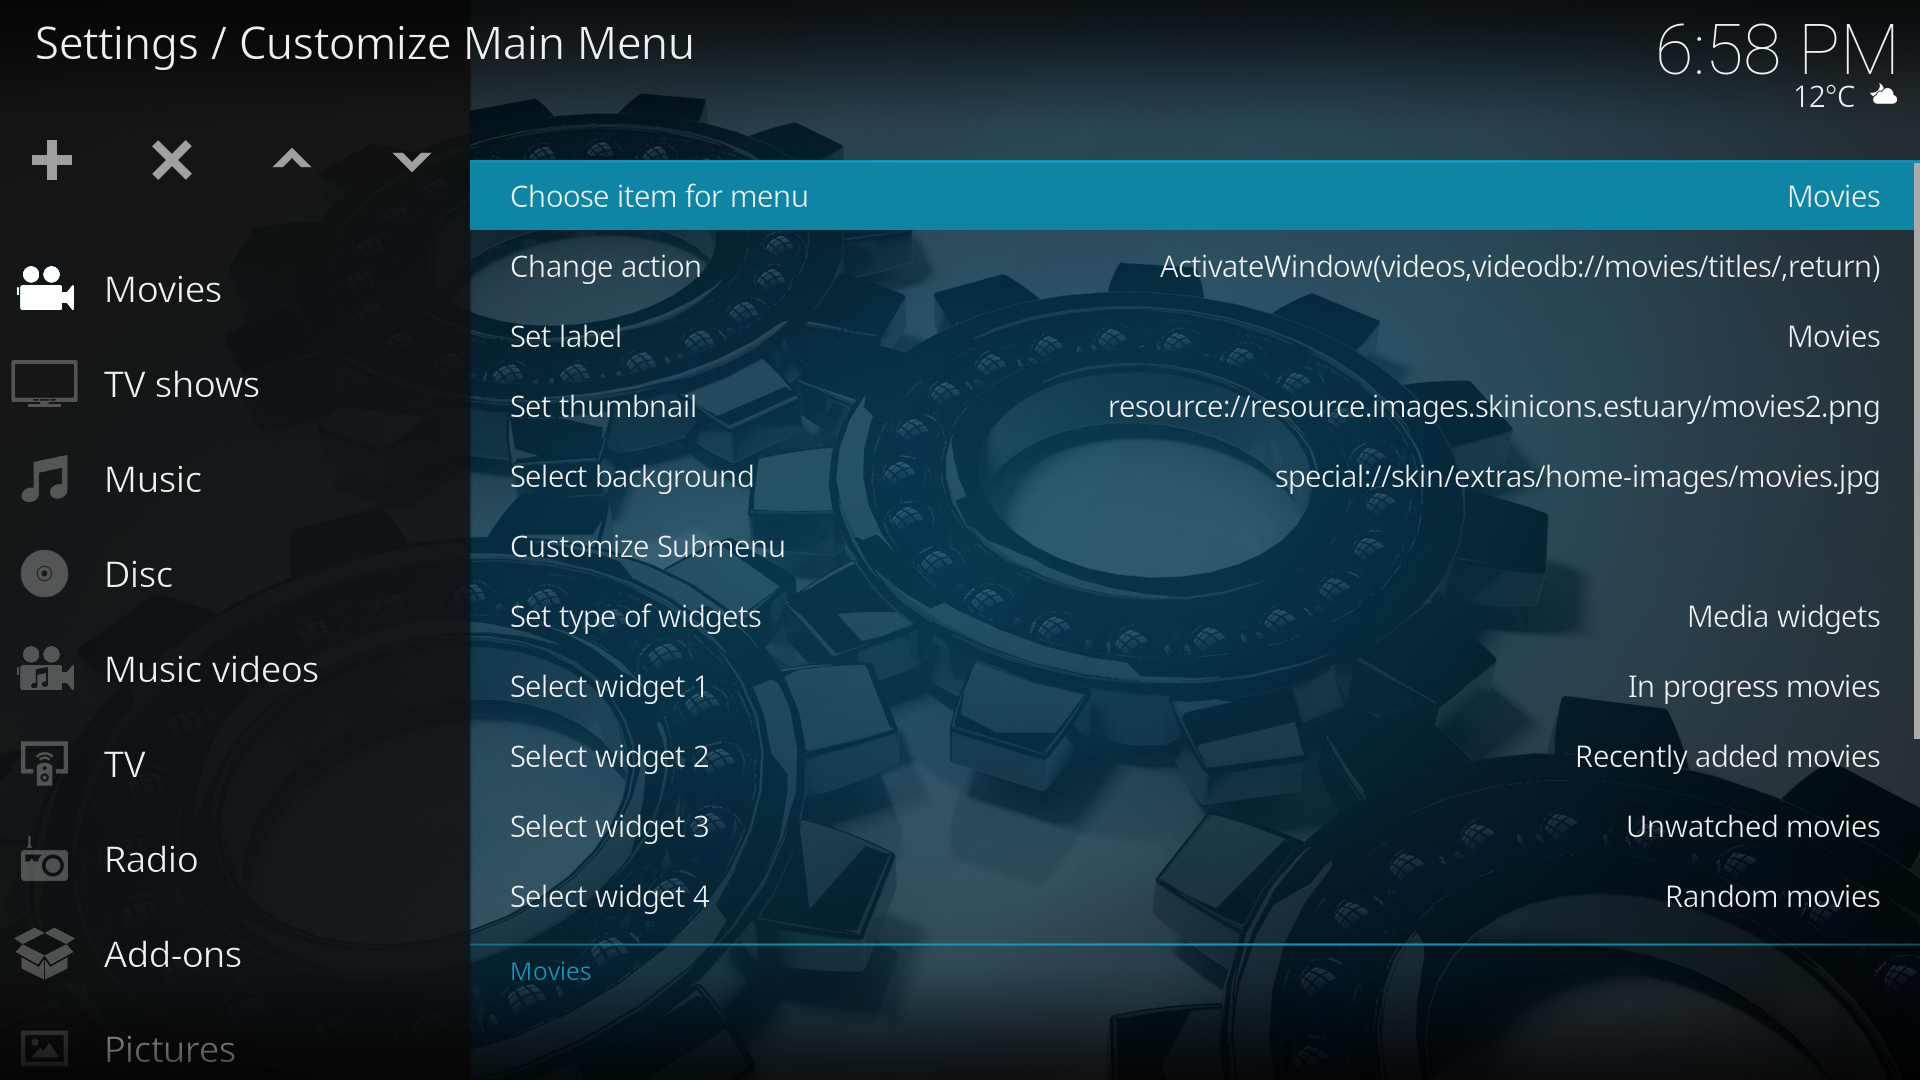 Settings / Customize Main Menu
6:58 PM
12°C
Movies
TV shows
Music
Disc
Music videos
TV
Radio
Add-ons
Pictures
Choose item for menu Movies
Change action ActivateWindow(videos,videodb://movies/titles/,return)
Set label Movies
Set thumbnail resource://resource.images.skinicons.estuary/movies2.png
Select background special://skin/extras/home-images/movies.jpg
Customize Submenu
Set type of widgets Media widgets
Select widget 1 In progress movies
Select widget 2 Recently added movies
Select widget 3 Unwatched movies
Select widget 4 Random movies
Movies